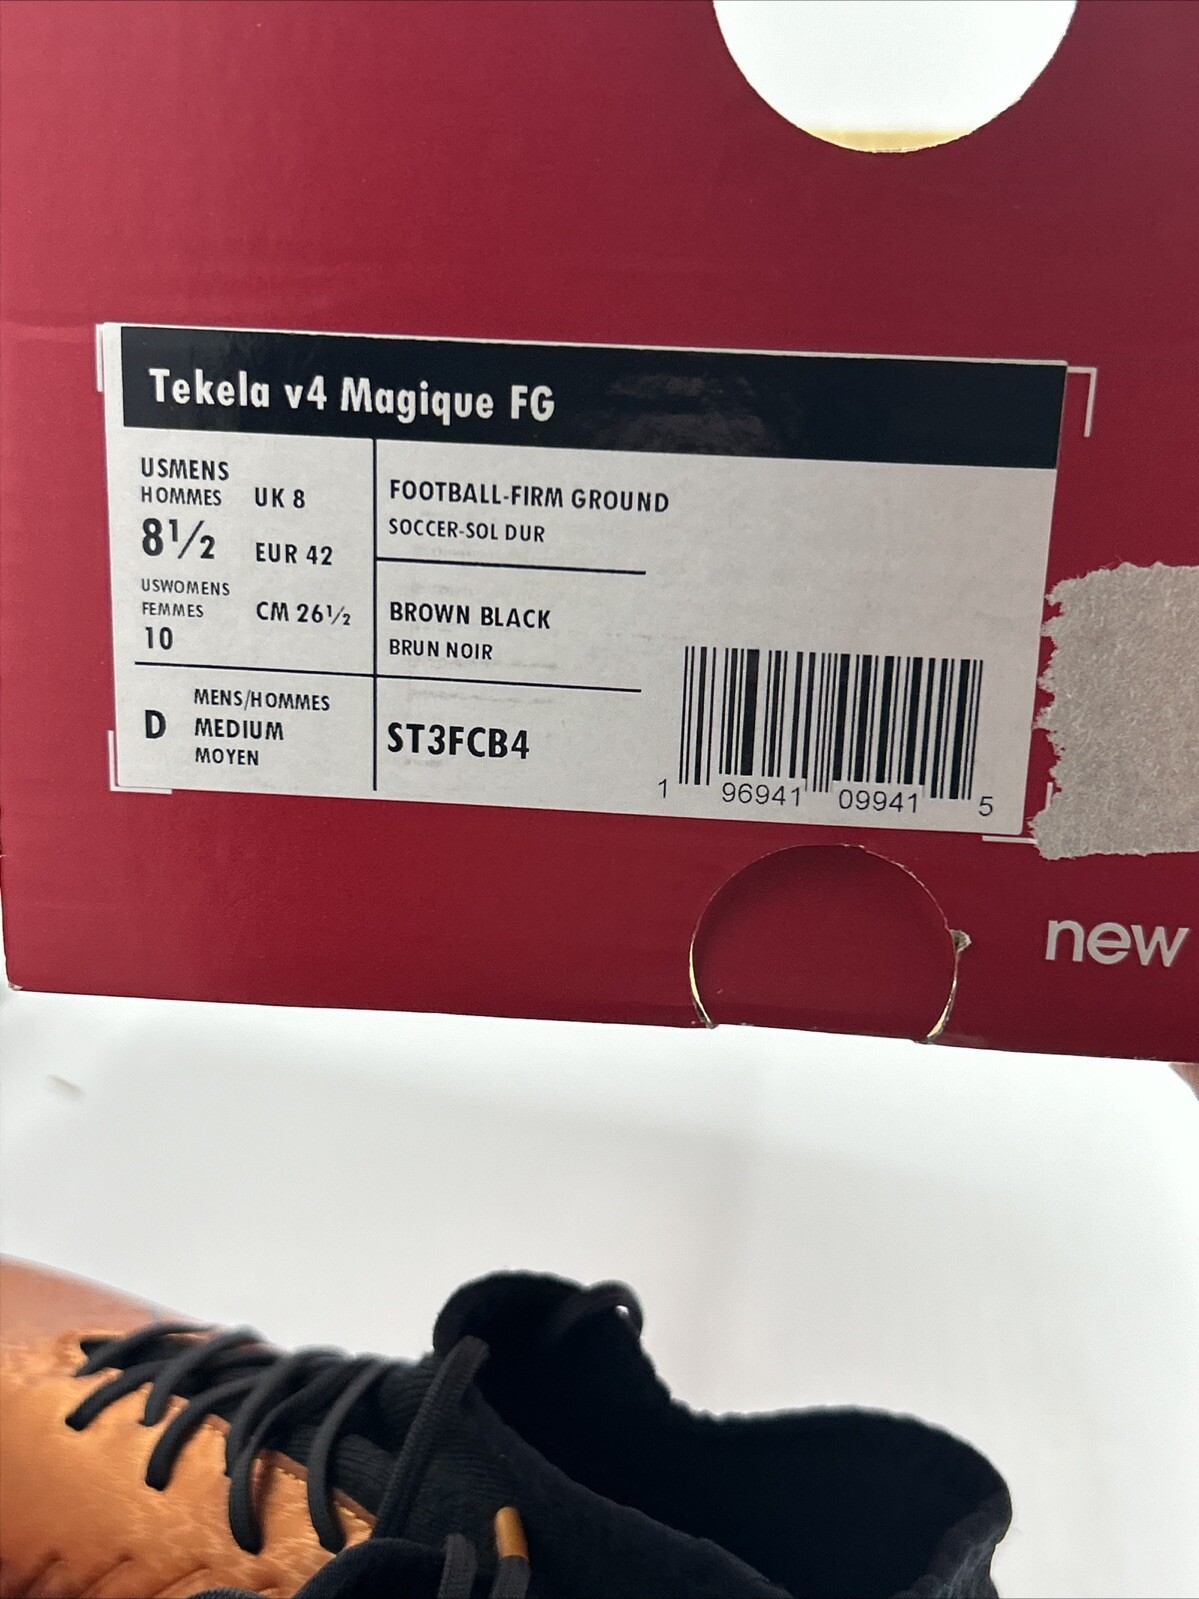 Tekela v4 Magique FG
USMENS
HOMMES
8½
UK 8
EUR 42
USWOMENS
FEMMES
10
CM 26½
D
MENS/HOMMES
MEDIUM
MOYEN
FOOTBALL-FIRM GROUND
SOCCER-SOL DUR
BROWN BLACK
BRUN NOIR
ST3FCB4
1 96941 09941 5
new